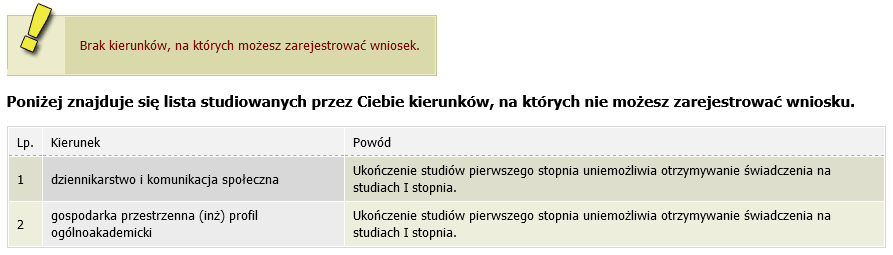 Brak kierunków, na których możesz zarejestrować wniosek.
Poniżej znajduje się lista studiowanych przez Ciebie kierunków, na których nie możesz zarejestrować wniosku.
Lp. Kierunek Powód
1 dziennikarstwo i komunikacja społeczna Ukończenie studiów pierwszego stopnia uniemożliwia otrzymywanie świadczenia na
studiach I stopnia.
2 gospodarka przestrzenna (inż) profil
ogólnoakademicki
Ukończenie studiów pierwszego stopnia uniemożliwia otrzymywanie świadczenia na
studiach I stopnia.